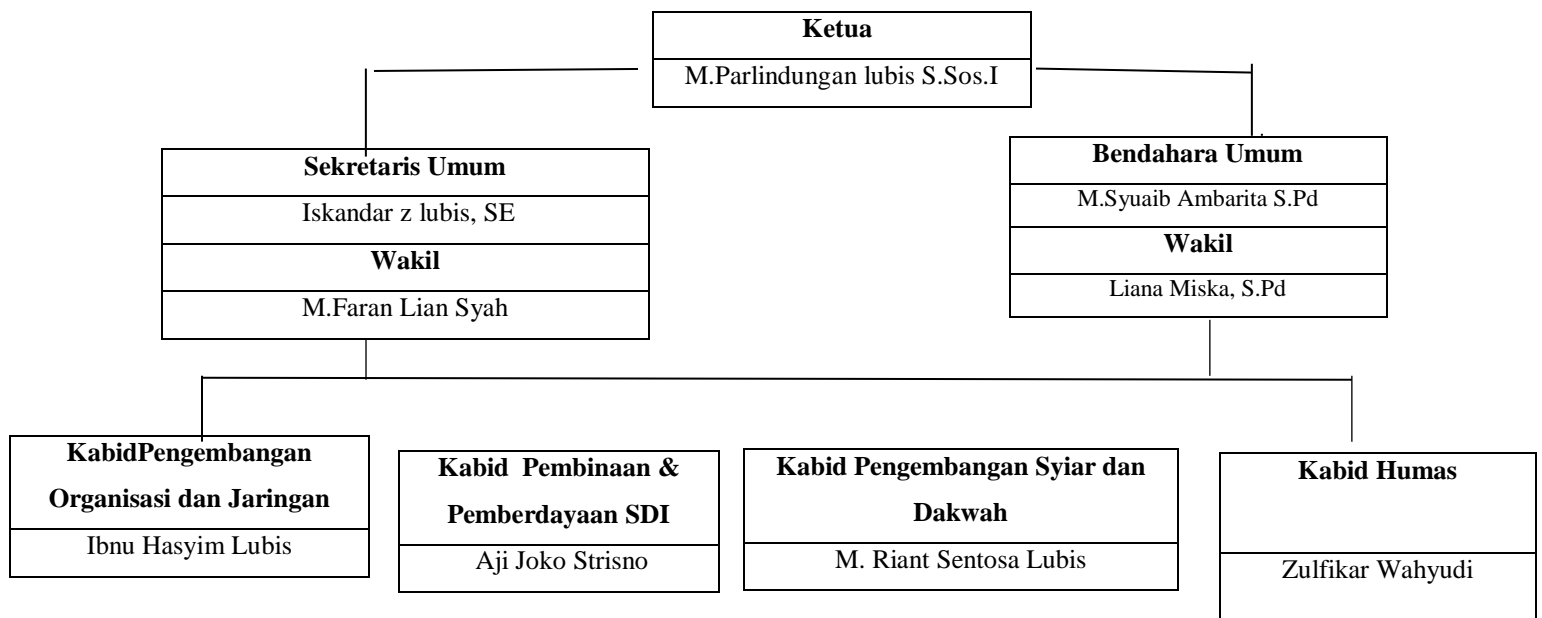 Ketua
M.Parlindungan lubis S.Sos.I
Sekretaris Umum
Iskandar z lubis, SE
Wakil
M.Faran Lian Syah
Bendahara Umum
M.Syuaib Ambarita S.Pd
Wakil
Liana Miska, S.Pd
KabidPengembangan
Organisasi dan Jaringan
Ibnu Hasyim Lubis
Kabid Pembinaan &
Pemberdayaan SDI
Aji Joko Strisno
Kabid Pengembangan Syiar dan
Dakwah
M. Riant Sentosa Lubis
Kabid Humas
Zulfikar Wahyudi